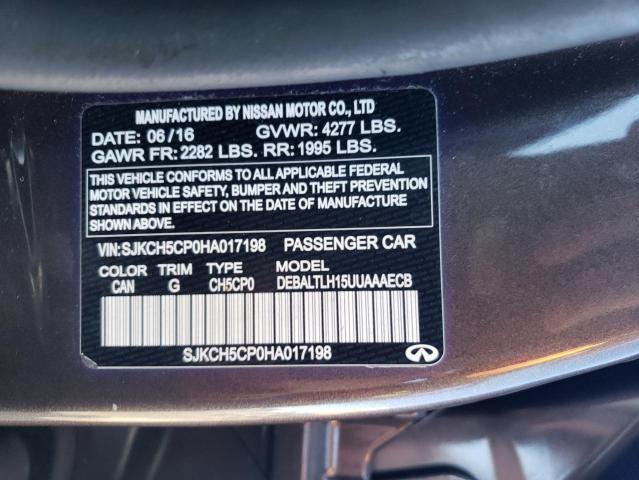 MANUFACTURED BY NISSAN MOTOR CO., LTD
DATE: 06/16 GVWR: 4277 LBS.
GAWR FR: 2282 LBS. RR: 1995 LBS.
THIS VEHICLE CONFORMS TO ALL APPLICABLE FEDERAL
MOTOR VEHICLE SAFETY, BUMPER AND THEFT PREVENTION
STANDARDS IN EFFECT ON THE DATE OF MANUFACTURE
SHOWN ABOVE.
VIN:SJKCH5CP0HA017198 PASSENGER CAR
COLOR TRIM TYPE MODEL
CAN G CH5CP0 DEBALTLH15UUAAAECB
SJKCH5CP0HA017198